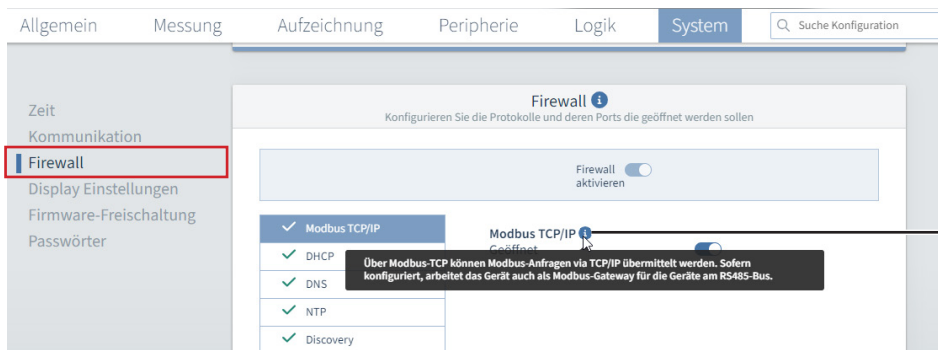 Allgemein Messung Aufzeichnung Peripherie Logik System Suche Konfiguration
Zeit
Kommunikation
Firewall
Display Einstellungen
Firmware-Freischaltung
Passwörter
Firewall
Konfigurieren Sie die Protokolle und deren Ports die geöffnet werden sollen
Firewall
aktivieren
Modbus TCP/IP
DHCP
DNS
NTP
Discovery
Modbus TCP/IP
Geöffnet
Über Modbus-TCP können Modbus-Anfragen via TCP/IP übermittelt werden. Sofern
konfiguriert, arbeitet das Gerät auch als Modbus-Gateway für die Geräte am RS485-Bus.